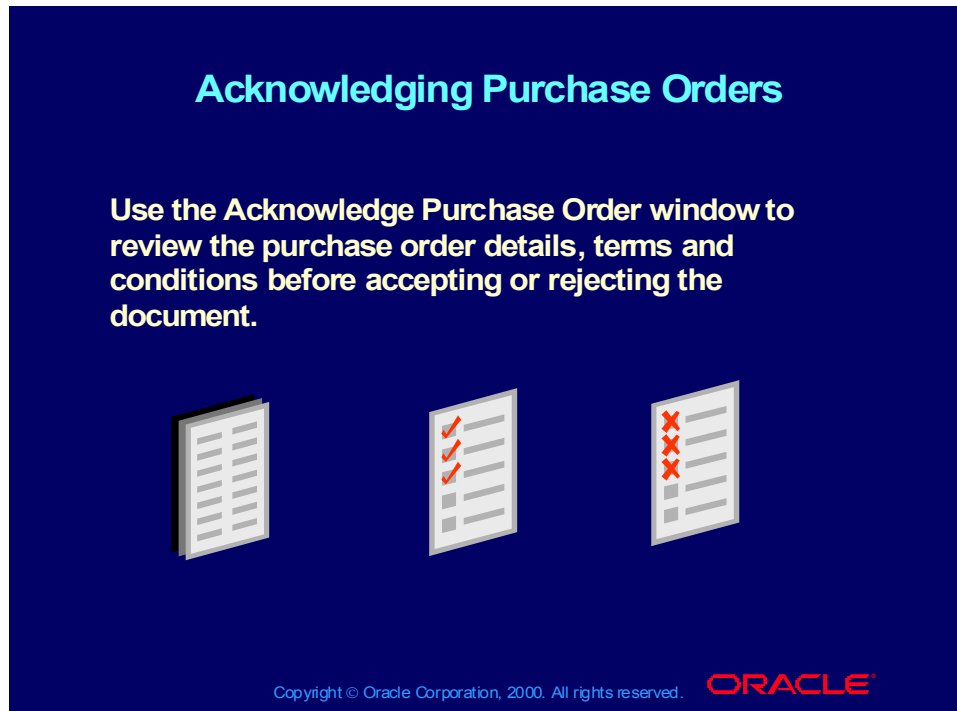 Acknowledging Purchase Orders
Use the Acknowledge Purchase Order window to
review the purchase order details, terms and
conditions before accepting or rejecting the
document.
Copyright © Oracle Corporation, 2000. All rights reserved.
ORACLE®